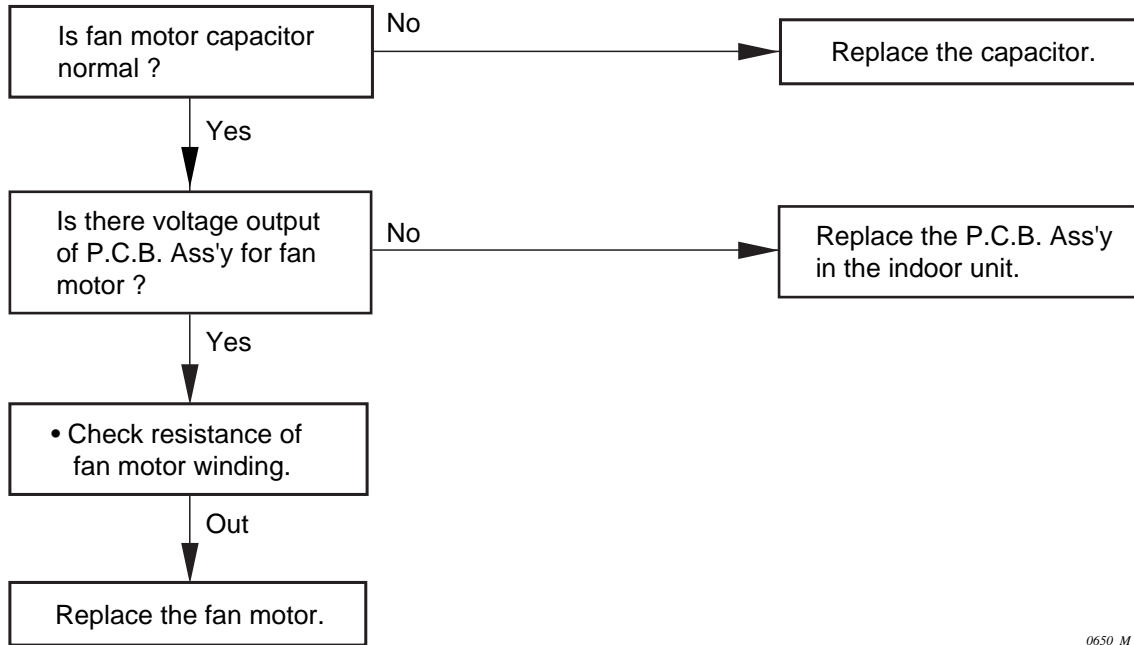 Is fan motor capacitor
normal ?
No
Replace the capacitor.
Yes
Is there voltage output
of P.C.B. Ass'y for fan
motor ?
No
Replace the P.C.B. Ass'y
in the indoor unit.
Yes
• Check resistance of
fan motor winding.
Out
Replace the fan motor.
0650_M